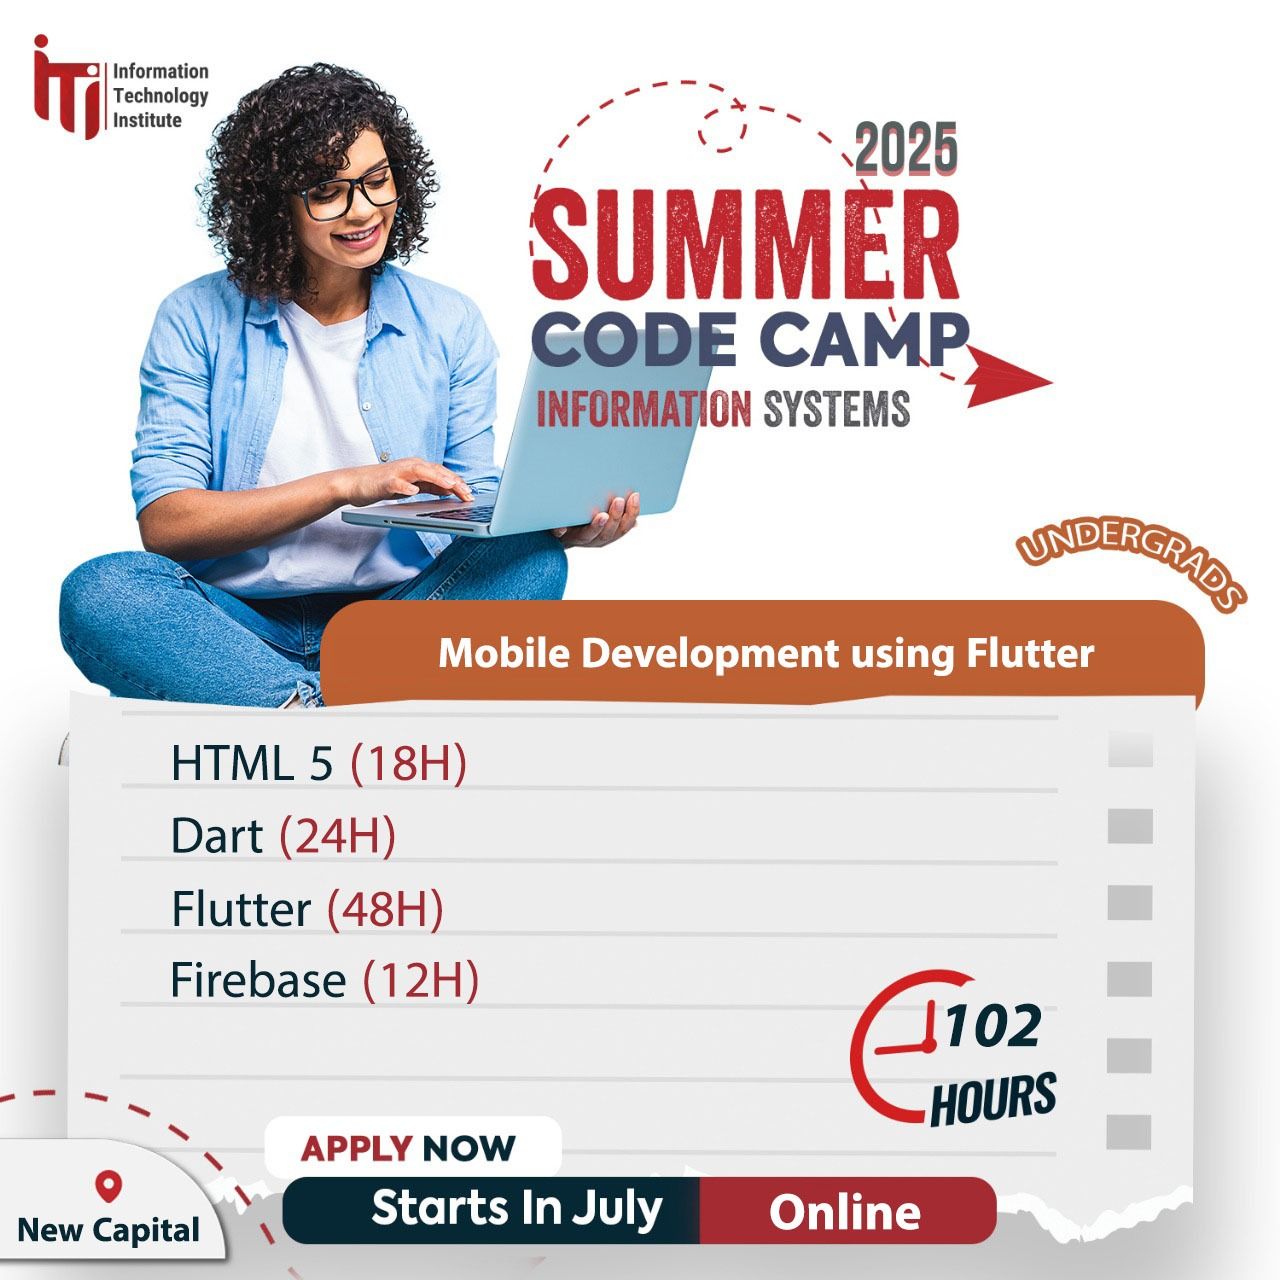 iTi
Information
Technology
Institute
2025
SUMMER
CODE CAMP
INFORMATION SYSTEMS
UNDERGRADS
Mobile Development using Flutter
HTML 5 (18H)
Dart (24H)
Flutter (48H)
Firebase (12H)
102
HOURS
APPLY NOW
Starts In July
Online
New Capital